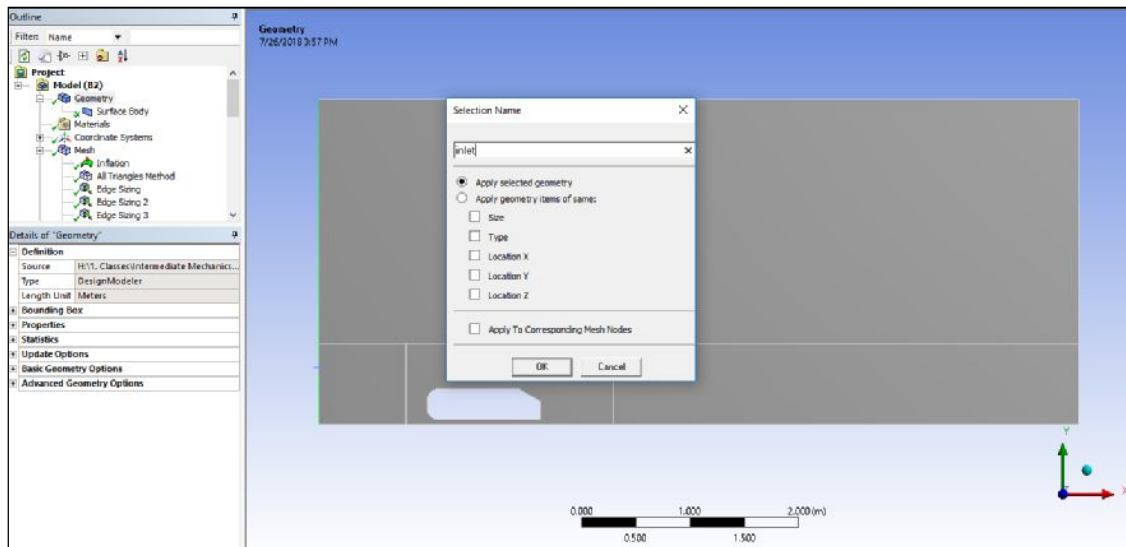 Outline
Filter: Name
Project
Model (B2)
Geometry
Surface Body
Materials
Coordinate Systems
Mesh
Inflation
All Triangles Method
Edge Sizing
Edge Sizing 2
Edge Sizing 3
Details of "Geometry"
Definition
Source H:\1. Classes\Intermediate Mechanics...
Type DesignModeler
Length Unit Meters
Bounding Box
Properties
Statistics
Update Options
Basic Geometry Options
Advanced Geometry Options
Geometry
7/26/2018 3:57 PM
Selection Name
inlet
Apply selected geometry
Apply geometry items of same:
Size
Type
Location X
Location Y
Location Z
Apply To Corresponding Mesh Nodes
OK Cancel
Y
X
0.000 1.000 2.000 (m)
0.500 1.500